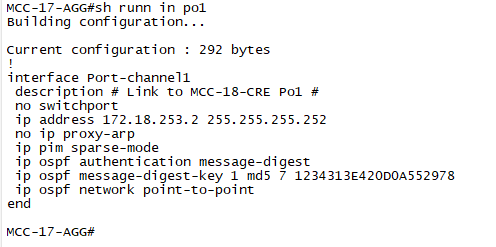 MCC-17-AGG#sh runn in po1
Building configuration...
Current configuration : 292 bytes
!
interface Port-channel1
description # Link to MCC-18-CRE Po1 #
no switchport
ip address 172.18.253.2 255.255.255.252
no ip proxy-arp
ip pim sparse-mode
ip ospf authentication message-digest
ip ospf message-digest-key 1 md5 7 1234313E420D0A552978
ip ospf network point-to-point
end
MCC-17-AGG#